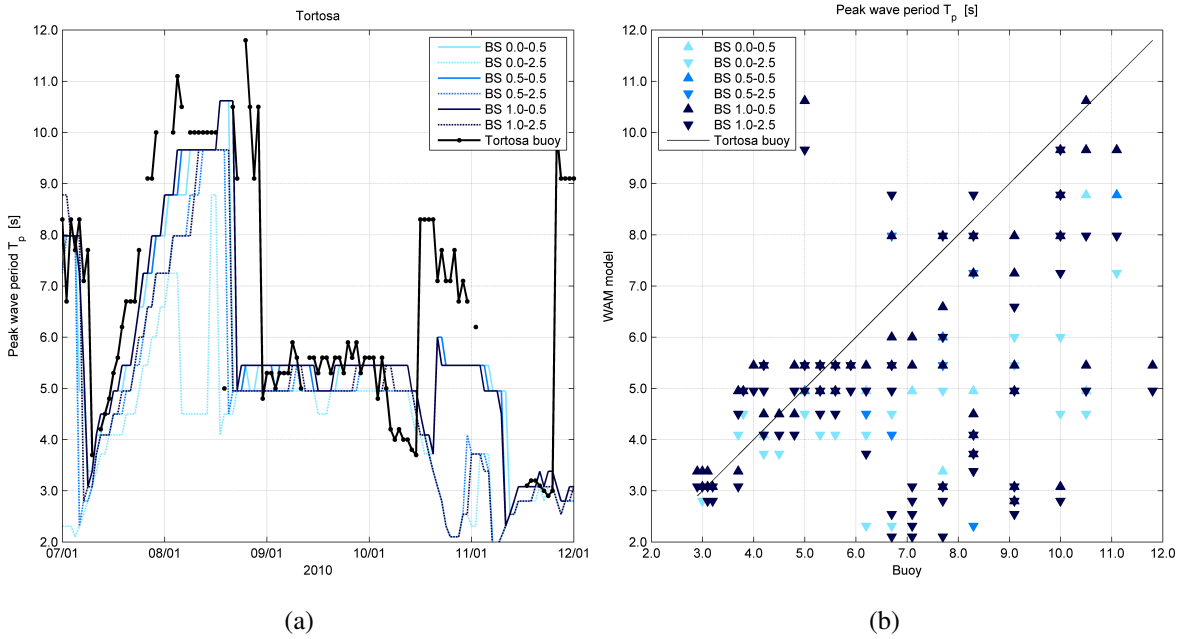 Tortosa
12.0
11.0
10.0
9.0
8.0
7.0
6.0
5.0
4.0
3.0
2.0
Peak wave period T_p [s]
BS 0.0−0.5
BS 0.0−2.5
BS 0.5−0.5
BS 0.5−2.5
BS 1.0−0.5
BS 1.0−2.5
Tortosa buoy
07/01 08/01 09/01 10/01 11/01 12/01
2010
(a)
Peak wave period T_p [s]
12.0
11.0
10.0
9.0
8.0
7.0
6.0
5.0
4.0
3.0
2.0
WAM model
BS 0.0−0.5
BS 0.0−2.5
BS 0.5−0.5
BS 0.5−2.5
BS 1.0−0.5
BS 1.0−2.5
Tortosa buoy
2.0 3.0 4.0 5.0 6.0 7.0 8.0 9.0 10.0 11.0 12.0
Buoy
(b)